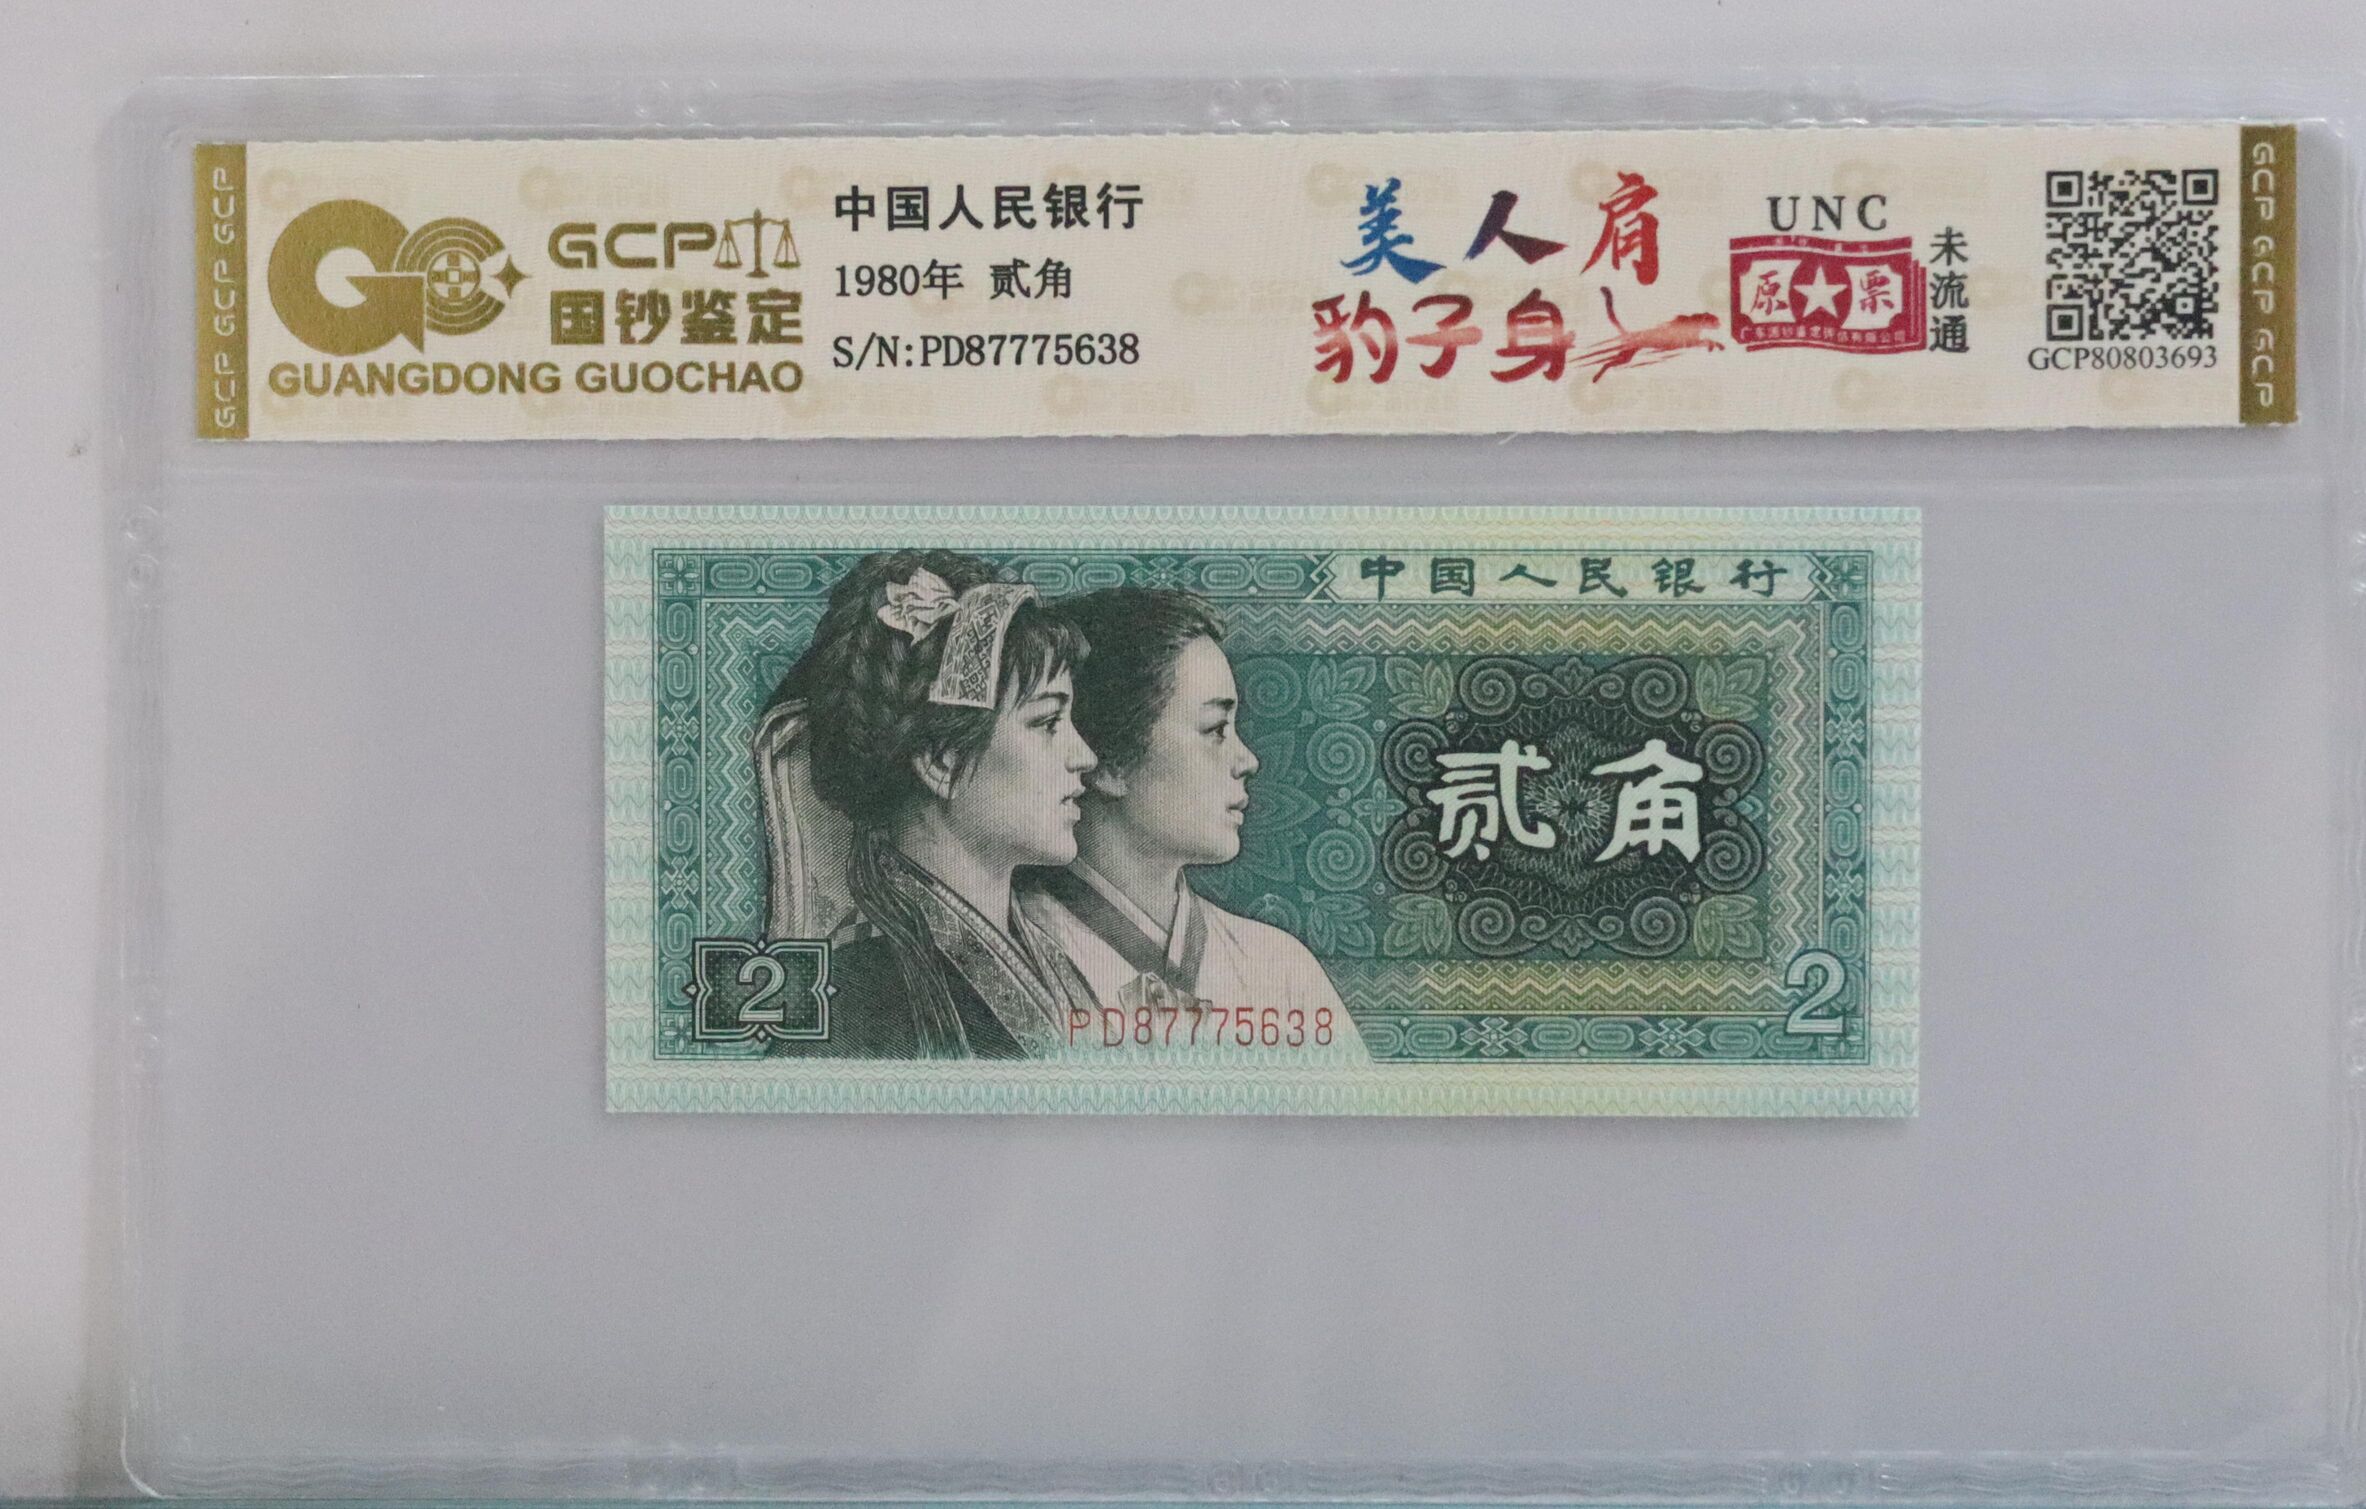 GCP GCP GCP
GCP
国钞鉴定
GUANGDONG GUOCHAO
中国人民银行
1980年 贰角
S/N:PD87775638
美人肩
豹子身
UNC
原票
未流通
GCP80803693
GCP GCP GCP
中国人民银行
贰角
2
2
PD87775638